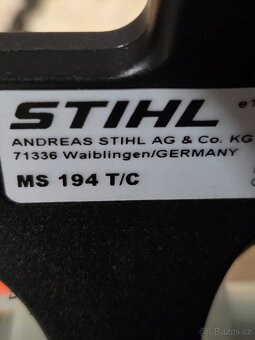 STIHL
ANDREAS STIHL AG & Co. KG
71336 Waiblingen/GERMANY
MS 194 T/C